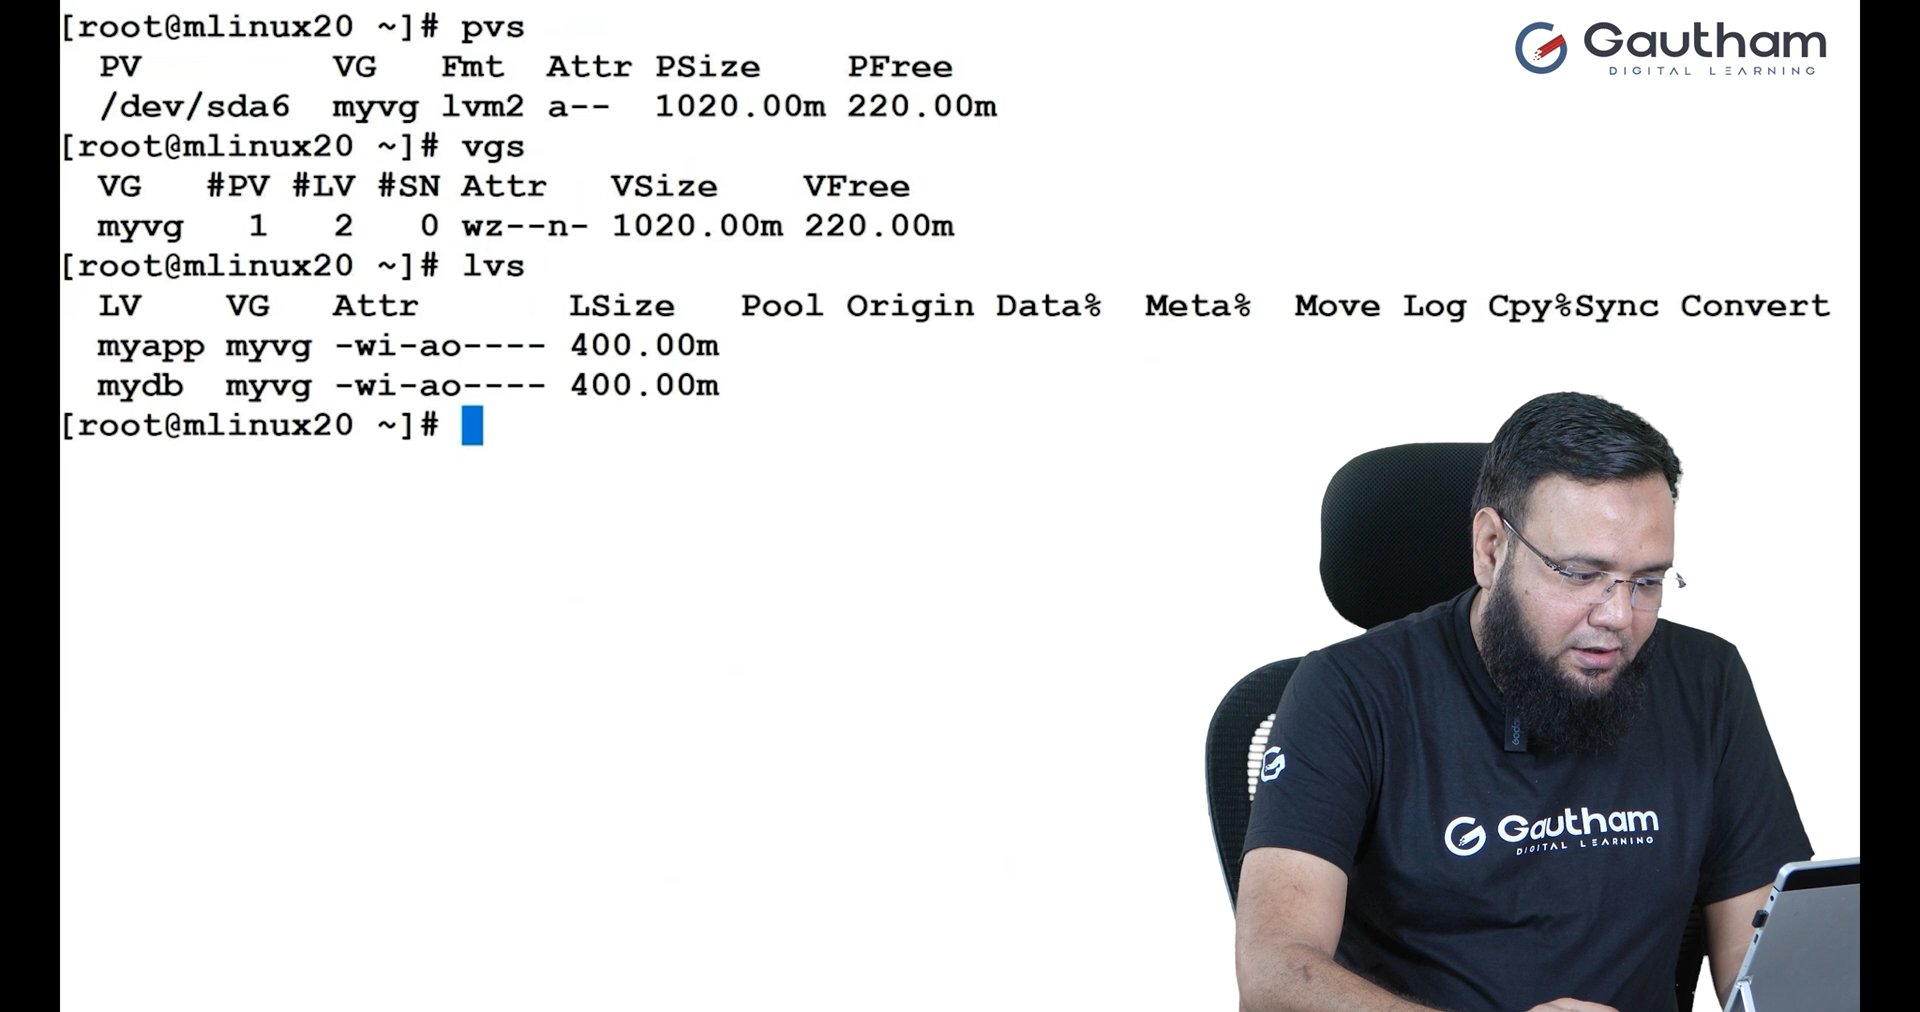 [root@mlinux20 ~]# pvs
PV VG Fmt Attr PSize PFree
/dev/sda6 myvg lvm2 a-- 1020.00m 220.00m
[root@mlinux20 ~]# vgs
VG #PV #LV #SN Attr VSize VFree
myvg 1 2 0 wz--n- 1020.00m 220.00m
[root@mlinux20 ~]# lvs
LV VG Attr LSize Pool Origin Data% Meta% Move Log Cpy%Sync Convert
myapp myvg -wi-ao---- 400.00m
mydb myvg -wi-ao---- 400.00m
[root@mlinux20 ~]#
Gautham
DIGITAL LEARNING
Gautham
DIGITAL LEARNING